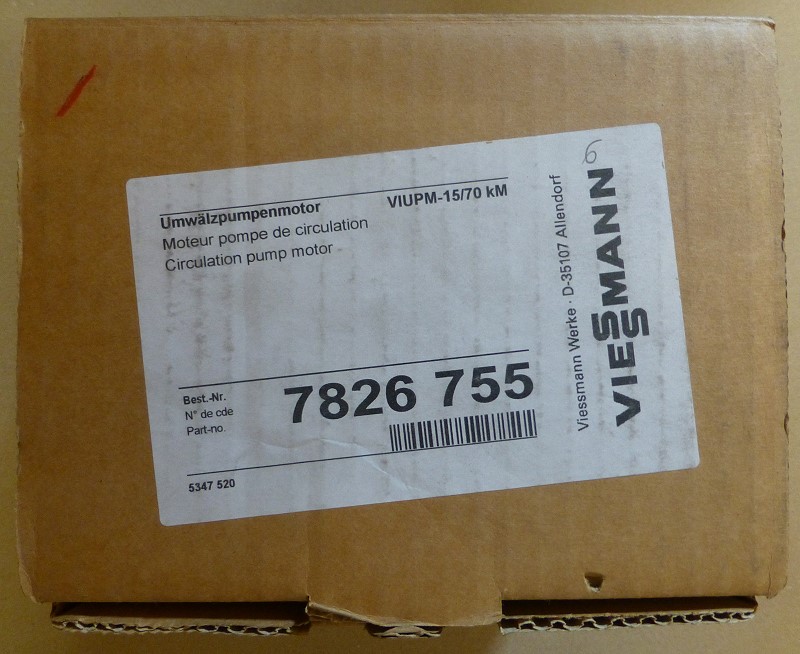 Umwälzpumpenmotor VIUPM-15/70 kM
Moteur pompe de circulation
Circulation pump motor
Best.-Nr.
N° de cde
Part-no.
7826 755
5347 520
Viessmann Werke · D-35107 Allendorf
VIESSMANN
6